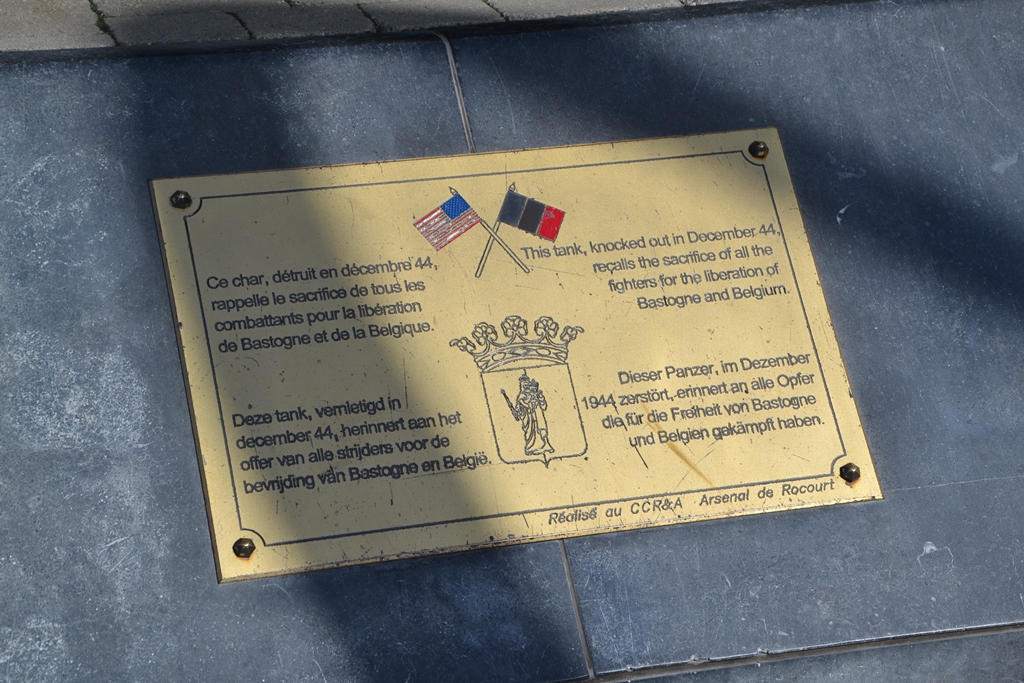 Ce char, détruit en décembre 44,
rappelle le sacrifice de tous les
combattants pour la libération
de Bastogne et de la Belgique.
This tank, knocked out in December 44,
reçalls the sacrifice of all the
fighters for the liberation of
Bastogne and Belgium.
Deze tank, vernietigd in
december 44, herinnert aan het
offer van alle strijders voor de
bevrijding van Bastogne en België.
Dieser Panzer, im Dezember
1944 zerstört, erinnert an alle Opfer
die für die Freiheit von Bastogne
und Belgien gekämpft haben.
Réalisé au CCR&A Arsenal de Rocourt